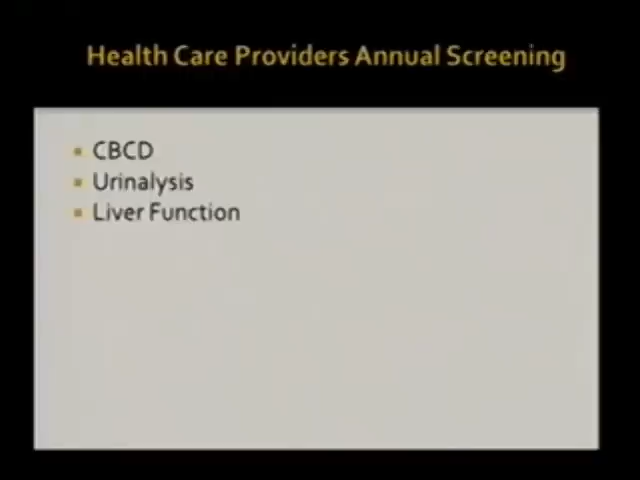 Health Care Providers Annual Screening
CBCD
Urinalysis
Liver Function